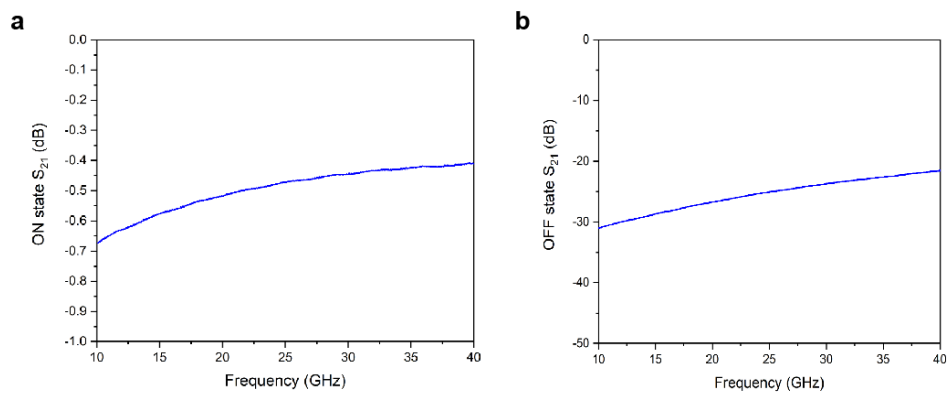 a
0.0
-0.1
-0.2
-0.3
-0.4
-0.5
-0.6
-0.7
-0.8
-0.9
-1.0
ON state S₂₁ (dB)
10 15 20 25 30 35 40
Frequency (GHz)
b
0
-10
-20
-30
-40
-50
OFF state S₂₁ (dB)
10 15 20 25 30 35 40
Frequency (GHz)